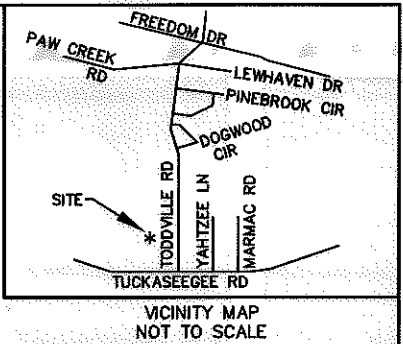 FREEDOM DR
PAW CREEK
RD
LEWHAVEN DR
PINEBROOK CIR
DOGWOOD
CIR
SITE
TODDVILLE RD
YAHTZEE LN
MARMAC RD
TUCKASEEGEE RD
VICINITY MAP
NOT TO SCALE